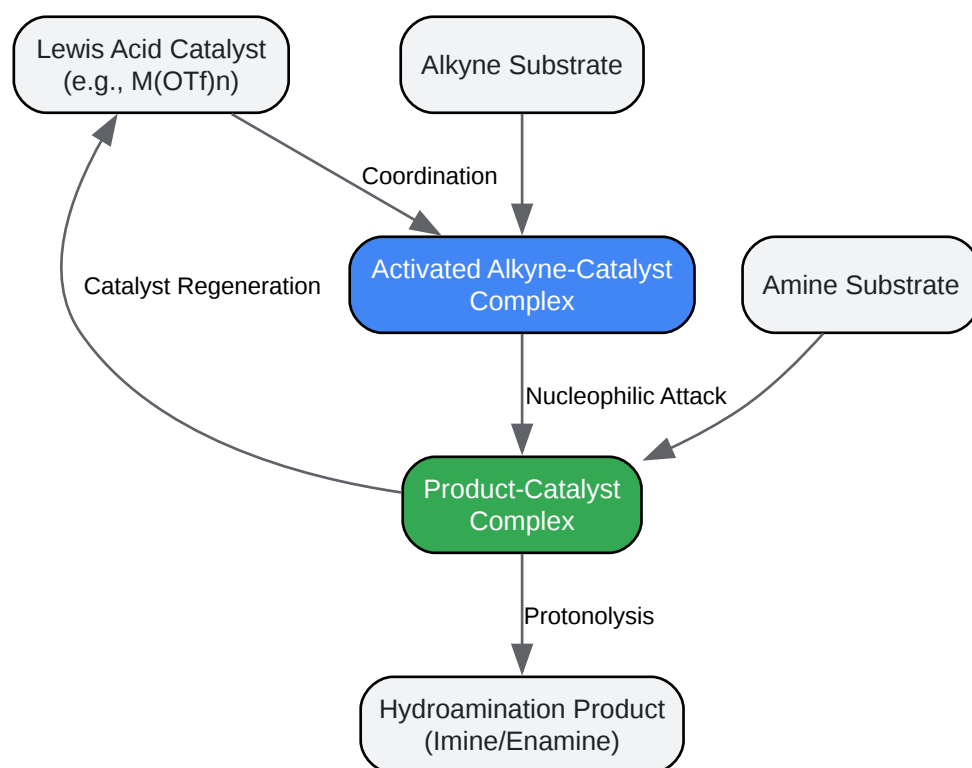 Lewis Acid Catalyst
(e.g., M(OTf)n)
Alkyne Substrate
Coordination
Activated Alkyne-Catalyst
Complex
Amine Substrate
Catalyst Regeneration
Nucleophilic Attack
Product-Catalyst
Complex
Protonolysis
Hydroamination Product
(Imine/Enamine)